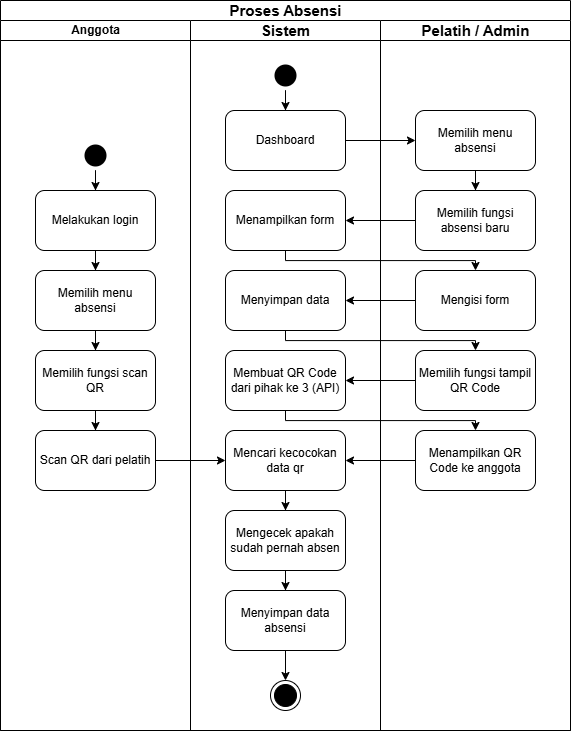 Proses Absensi
Anggota
Sistem
Pelatih / Admin
Dashboard
Memilih menu
absensi
Melakukan login
Menampilkan form
Memilih fungsi
absensi baru
Memilih menu
absensi
Menyimpan data
Mengisi form
Memilih fungsi scan
QR
Membuat QR Code
dari pihak ke 3 (API)
Memilih fungsi tampil
QR Code
Scan QR dari pelatih
Mencari kecocokan
data qr
Menampilkan QR
Code ke anggota
Mengecek apakah
sudah pernah absen
Menyimpan data
absensi